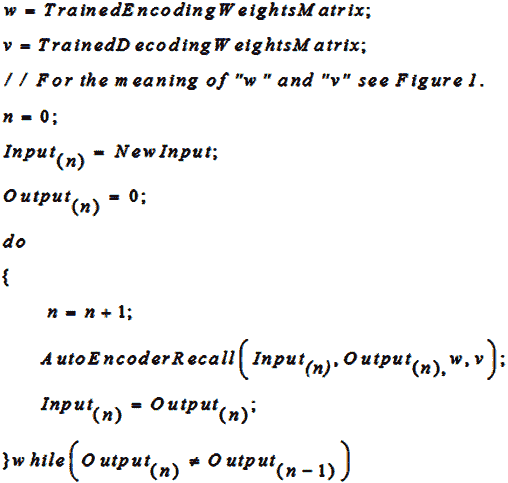 w = TrainedEncodingWeightsMatrix;
v = TrainedDecodingWeightsMatrix;
// For the meaning of "w" and "v" see Figure 1.
n = 0;
Input(n) = NewInput;
Output(n) = 0;
do
{
n = n + 1;
AutoEncoderRecall(Input(n), Output(n), w, v);
Input(n) = Output(n);
}while(Output(n) ≠ Output(n-1))